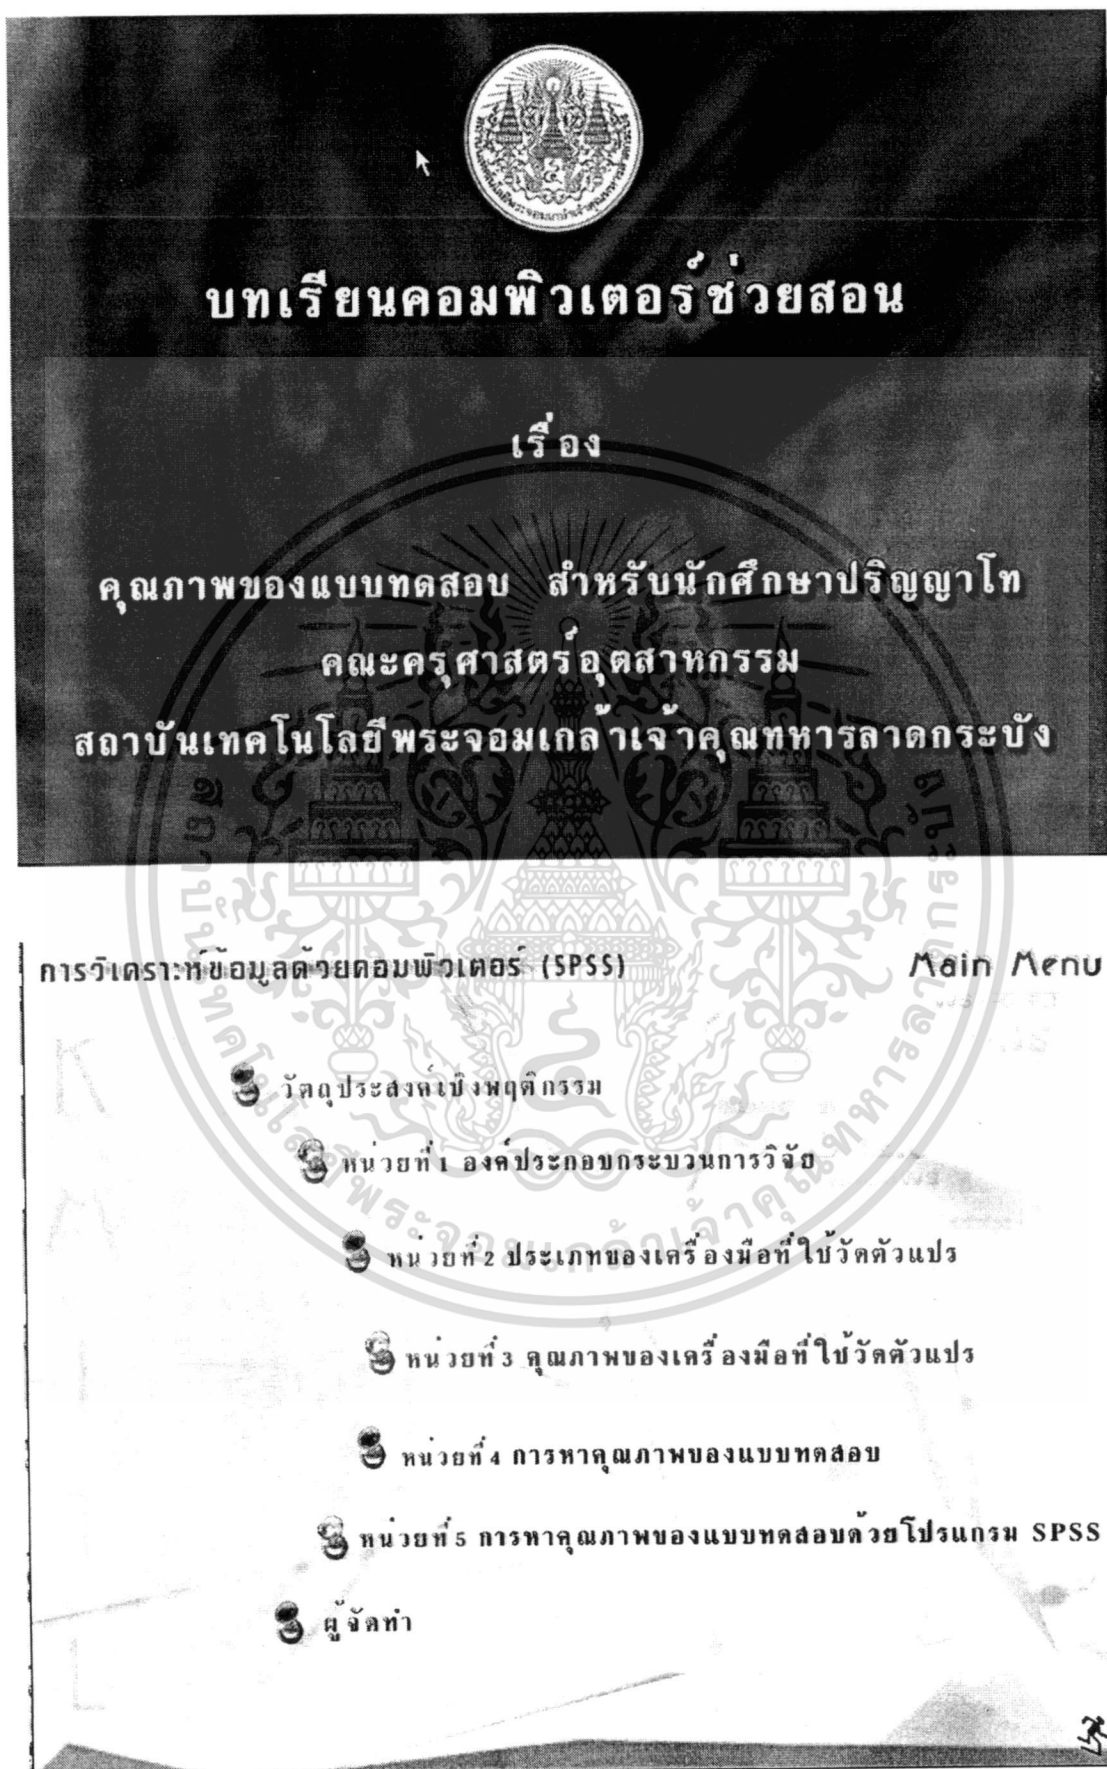 บทเรียนคอมพิวเตอร์ช่วยสอน
เรื่อง
คุณภาพของแบบทดสอบ สำหรับนักศึกษาปริญญาโท
คณะครุศาสตร์อุตสาหกรรม
สถาบันเทคโนโลยีพระจอมเกล้าเจ้าคุณทหารลาดกระบัง
การวิเคราะห์ข้อมูลด้วยคอมพิวเตอร์ (SPSS) Main Menu
วัตถุประสงค์เชิงพฤติกรรม
หน่วยที่ 1 องค์ประกอบกระบวนการวิจัย
หน่วยที่ 2 ประเภทของเครื่องมือที่ใช้วัดตัวแปร
หน่วยที่ 3 คุณภาพของเครื่องมือที่ใช้วัดตัวแปร
หน่วยที่ 4 การหาคุณภาพของแบบทดสอบ
หน่วยที่ 5 การหาคุณภาพของแบบทดสอบด้วยโปรแกรม SPSS
ผู้จัดทำ